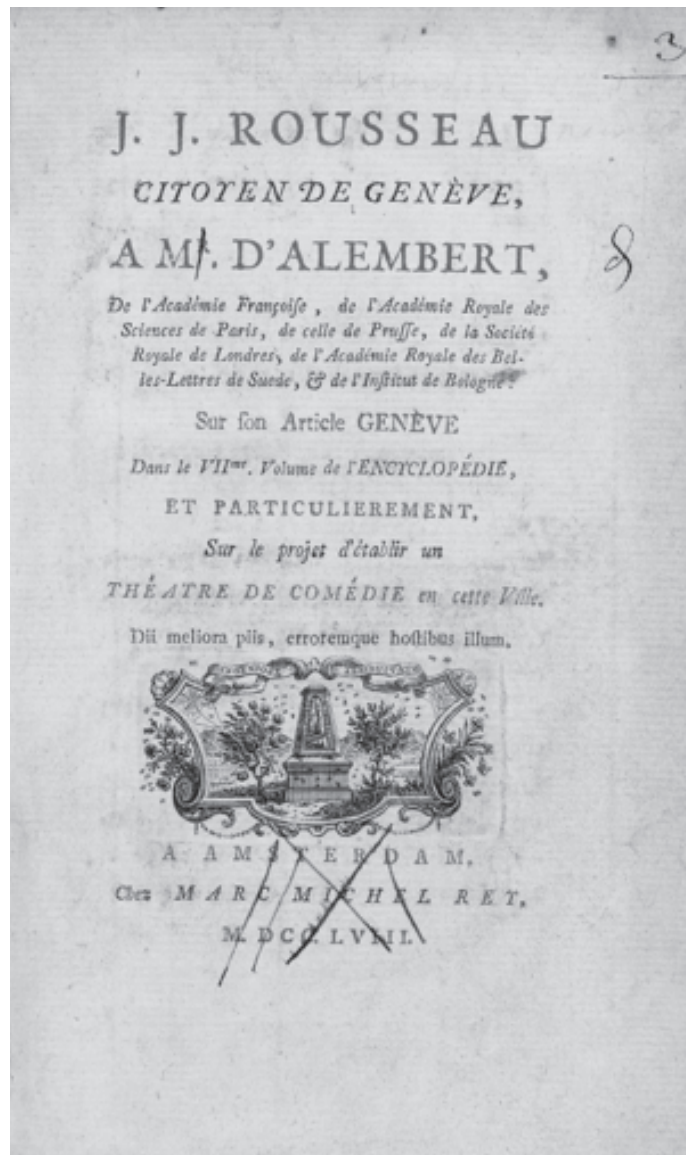 3
J. J. ROUSSEAU
CITOYEN DE GENÈVE,
A Mr. D'ALEMBERT,
De l'Académie Françoiſe, de l'Académie Royale des
Sciences de Paris, de celle de Pruſſe, de la Société
Royale de Londres, de l'Académie Royale des Bel-
les-Lettres de Suede, & de l'Inſtitut de Bologne:
Sur ſon Article GENÈVE
Dans le VIIme. Volume de l'ENCYCLOPÉDIE,
ET PARTICULIEREMENT,
Sur le projet d'établir un
THÉATRE DE COMÉDIE en cette Ville.
Dii meliora piis, erroremque hoſtibus illum.
A AMSTERDAM,
Chez MARC MICHEL REY,
M. DCC. LVIII.